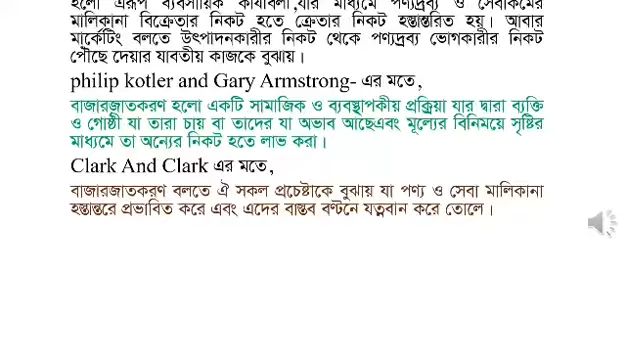 হলো এরূপ ব্যবসায়িক কার্যাবলী,যার মাধ্যমে পণ্যদ্রব্য ও সেবাকর্মের
মালিকানা বিক্রেতার নিকট হতে ক্রেতার নিকট হস্তান্তরিত হয়। আবার
মার্কেটিং বলতে উৎপাদনকারীর নিকট থেকে পণ্যদ্রব্য ভোগকারীর নিকট
পৌঁছে দেয়ার যাবতীয় কাজকে বুঝায়।
philip kotler and Gary Armstrong- এর মতে,
বাজারজাতকরণ হলো একটি সামাজিক ও ব্যবস্থাপকীয় প্রক্রিয়া যার দ্বারা ব্যক্তি
ও গোষ্ঠী যা তারা চায় বা তাদের যা অভাব আছেএবং মূল্যের বিনিময়ে সৃষ্টির
মাধ্যমে তা অন্যের নিকট হতে লাভ করা।
Clark And Clark এর মতে,
বাজারজাতকরণ বলতে ঐ সকল প্রচেষ্টাকে বুঝায় যা পণ্য ও সেবা মালিকানা
হস্তান্তরে প্রভাবিত করে এবং এদের বাস্তব বণ্টনে যত্নবান করে তোলে।